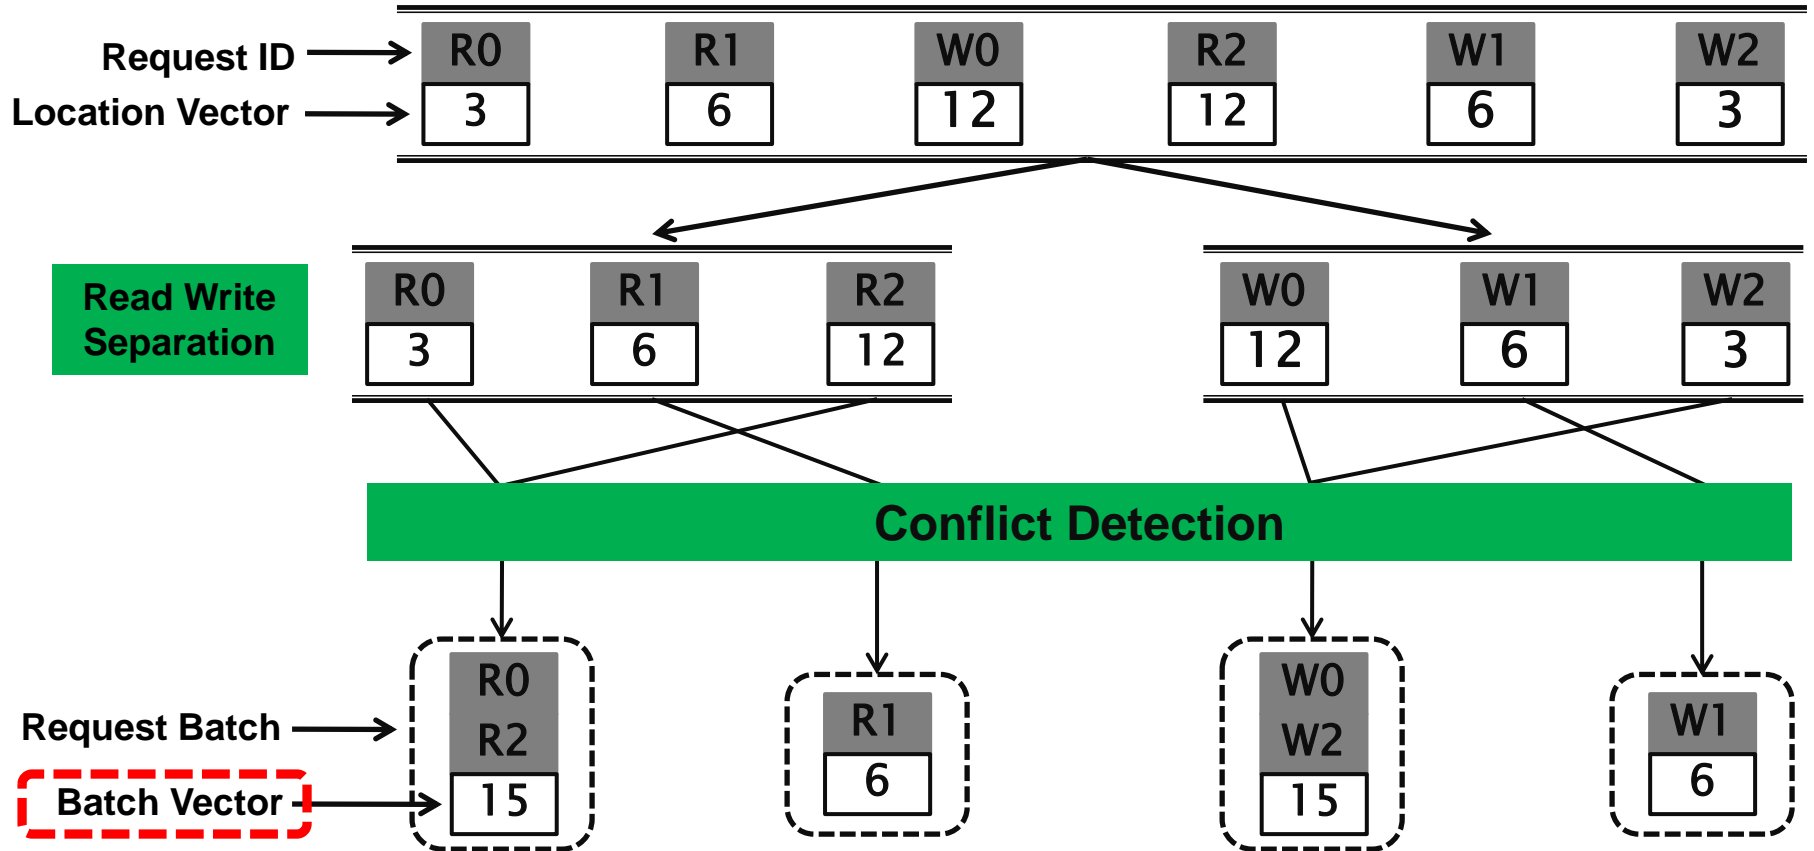 Request ID R0 R1 W0 R2 W1 W2
Location Vector 3 6 12 12 6 3
Read Write
Separation
R0 R1 R2 W0 W1 W2
3 6 12 12 6 3
Conflict Detection
R0 W0
R1 W1
Request Batch R2 W2
6 6
Batch Vector 15 15